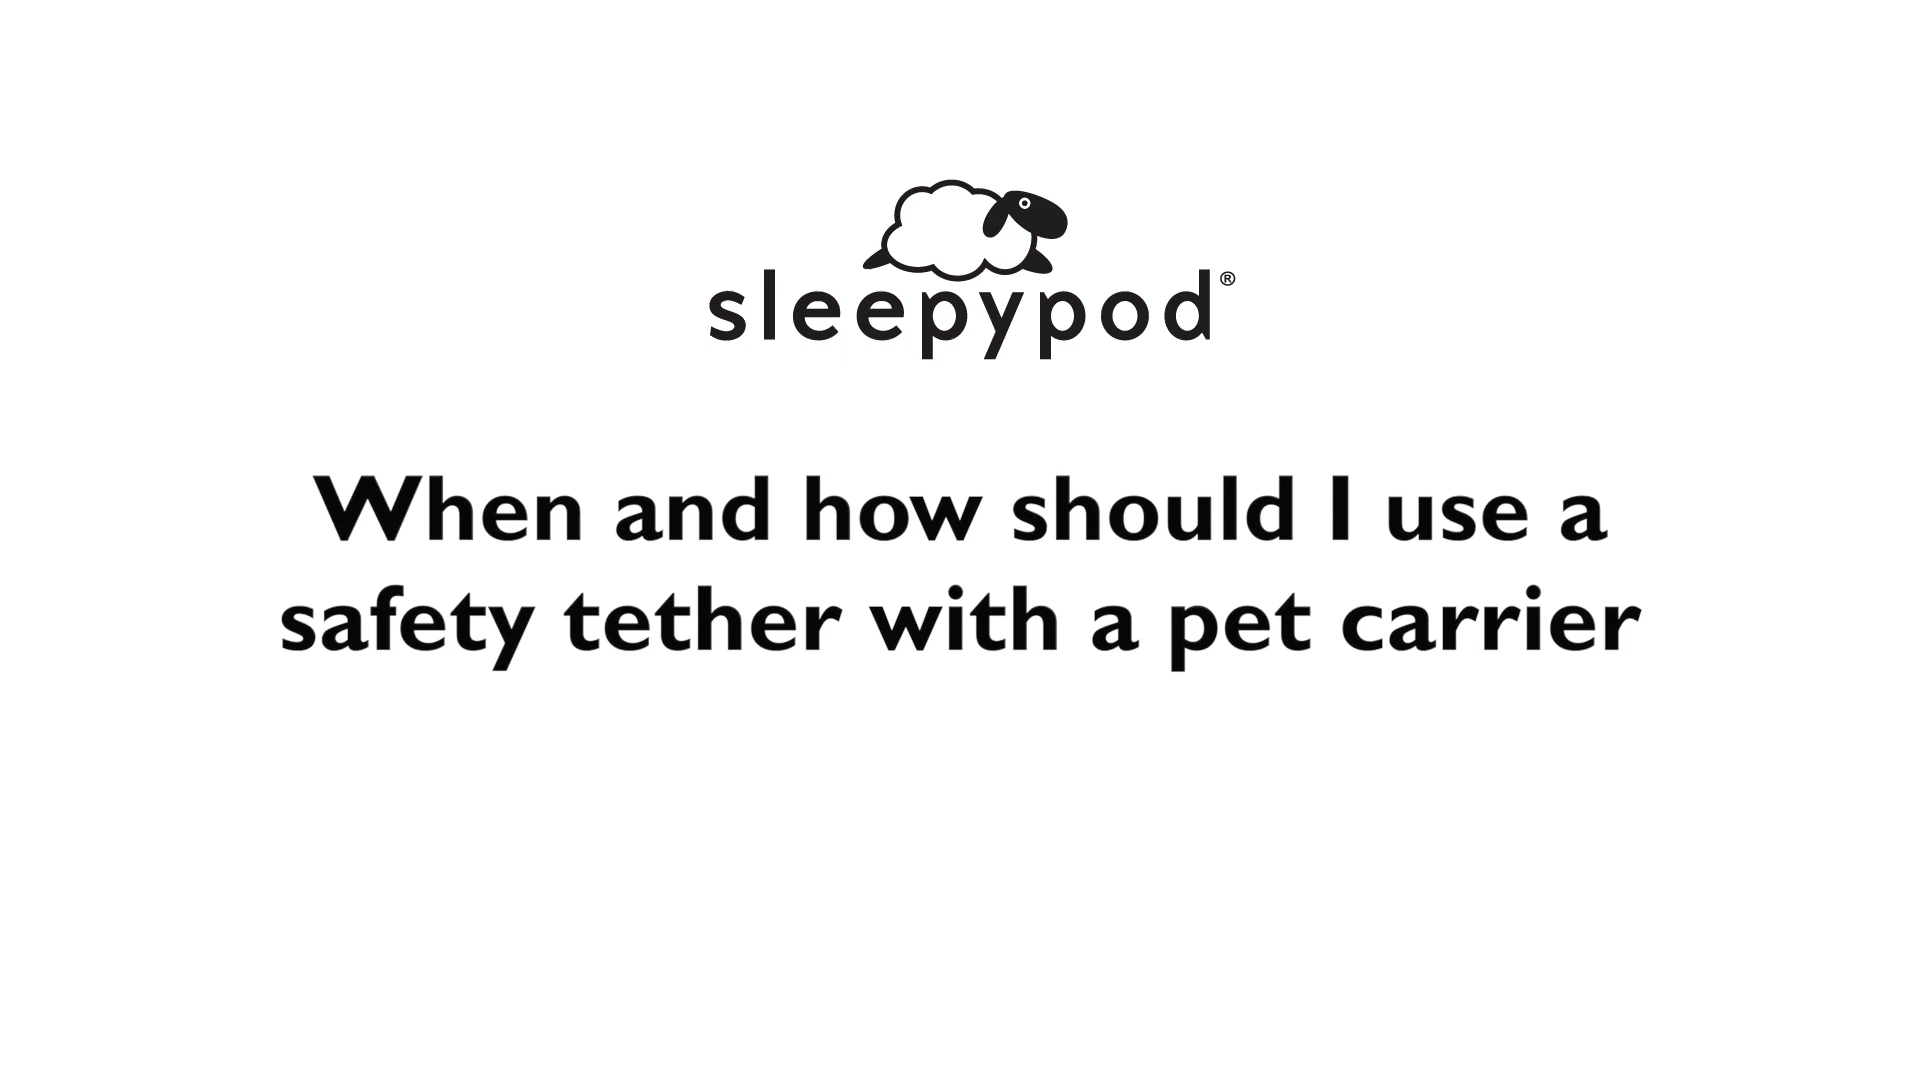 sleepypod®
When and how should I use a
safety tether with a pet carrier